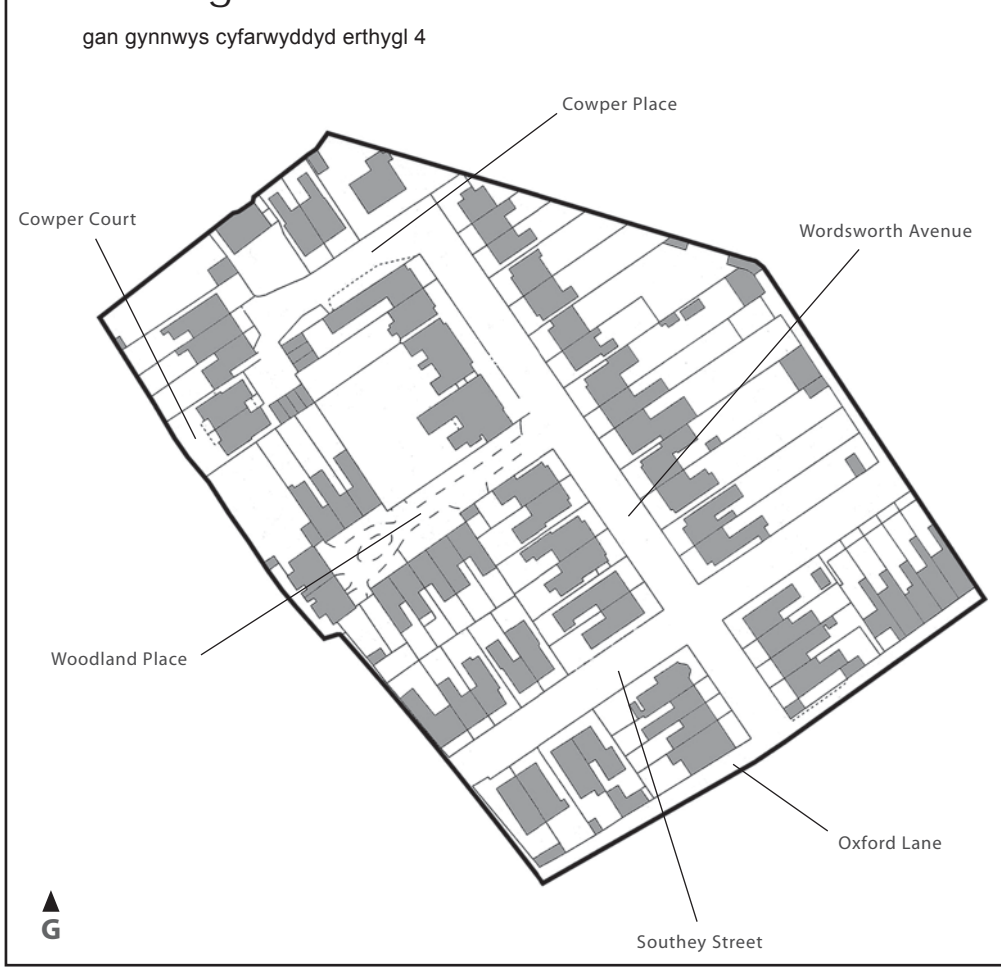 gan gynnwys cyfarwyddyd erthygl 4
Cowper Place
Cowper Court
Wordsworth Avenue
Woodland Place
Oxford Lane
G
Southey Street